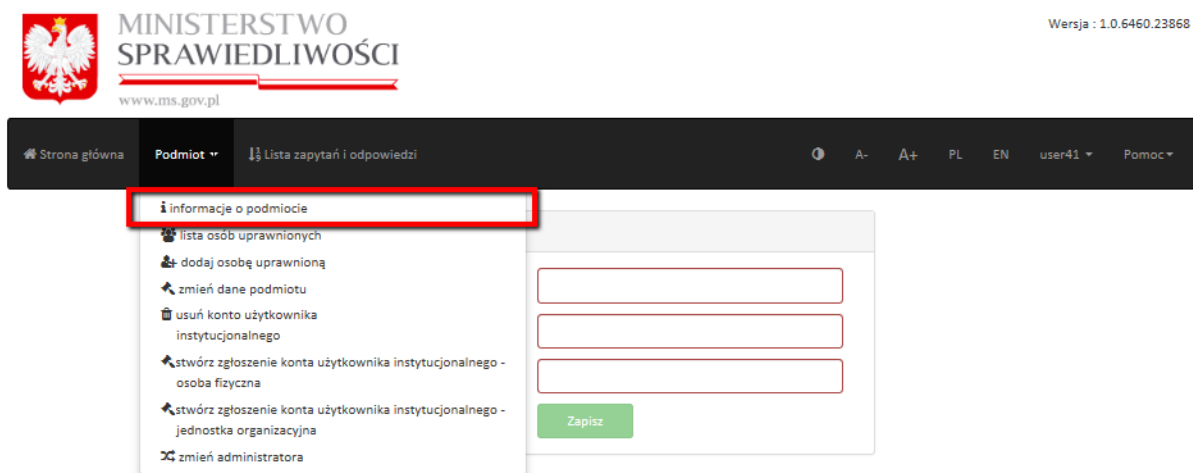 MINISTERSTWO
SPRAWIEDLIWOŚCI
www.ms.gov.pl
Wersja : 1.0.6460.23868
Strona główna Podmiot Lista zapytań i odpowiedzi A- A+ PL EN user41 Pomoc
informacje o podmiocie
lista osób uprawnionych
dodaj osobę uprawnioną
zmień dane podmiotu
usuń konto użytkownika
instytucjonalnego
stwórz zgłoszenie konta użytkownika instytucjonalnego -
osoba fizyczna
stwórz zgłoszenie konta użytkownika instytucjonalnego -
jednostka organizacyjna
zmień administratora
Zapisz